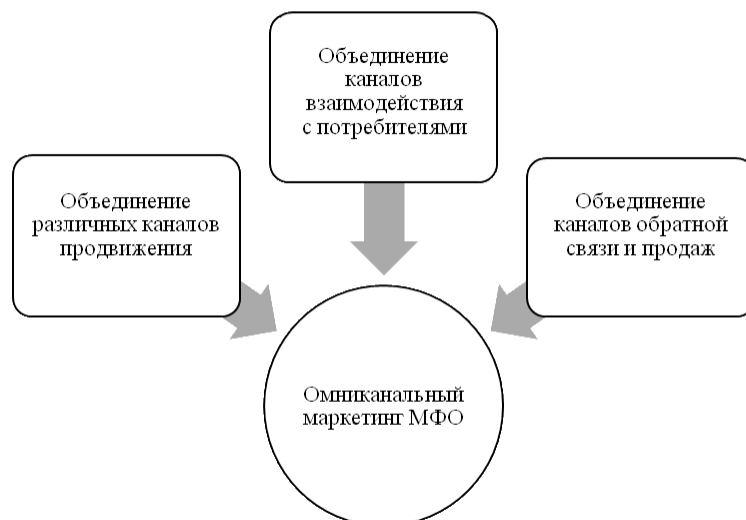 Объединение
каналов
взаимодействия
с потребителями
Объединение
различных каналов
продвижения
Объединение
каналов обратной
связи и продаж
Омниканальный
маркетинг МФО